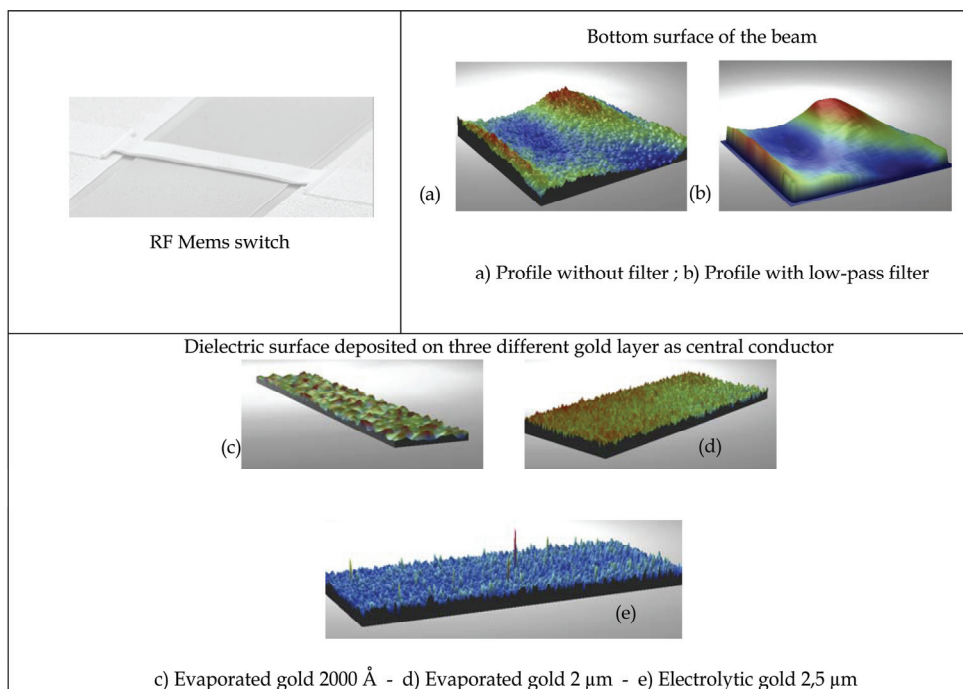 RF Mems switch
Bottom surface of the beam
(a)
(b)
a) Profile without filter ; b) Profile with low-pass filter
Dielectric surface deposited on three different gold layer as central conductor
(c)
(d)
(e)
c) Evaporated gold 2000 Å - d) Evaporated gold 2 µm - e) Electrolytic gold 2,5 µm